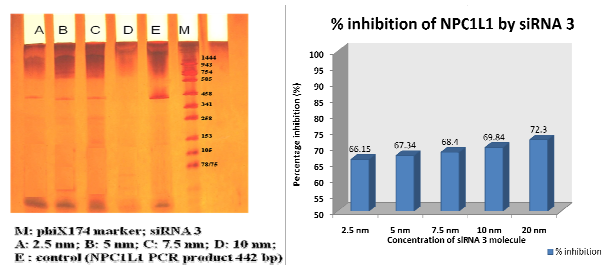 A B C D E M
1444
943
754
585
458
341
258
153
105
78/75
M: phiX174 marker; siRNA 3
A: 2.5 nm; B: 5 nm; C: 7.5 nm; D: 10 nm;
E : control (NPC1L1 PCR product 442 bp)
% inhibition of NPC1L1 by siRNA 3
Percentage inhibition (%)
100
95
90
85
80
75
70
65
60
55
50
66.15
67.34
68.4
69.84
72.3
2.5 nm 5 nm 7.5 nm 10 nm 20 nm
Concentration of siRNA 3 molecule
% inhibition